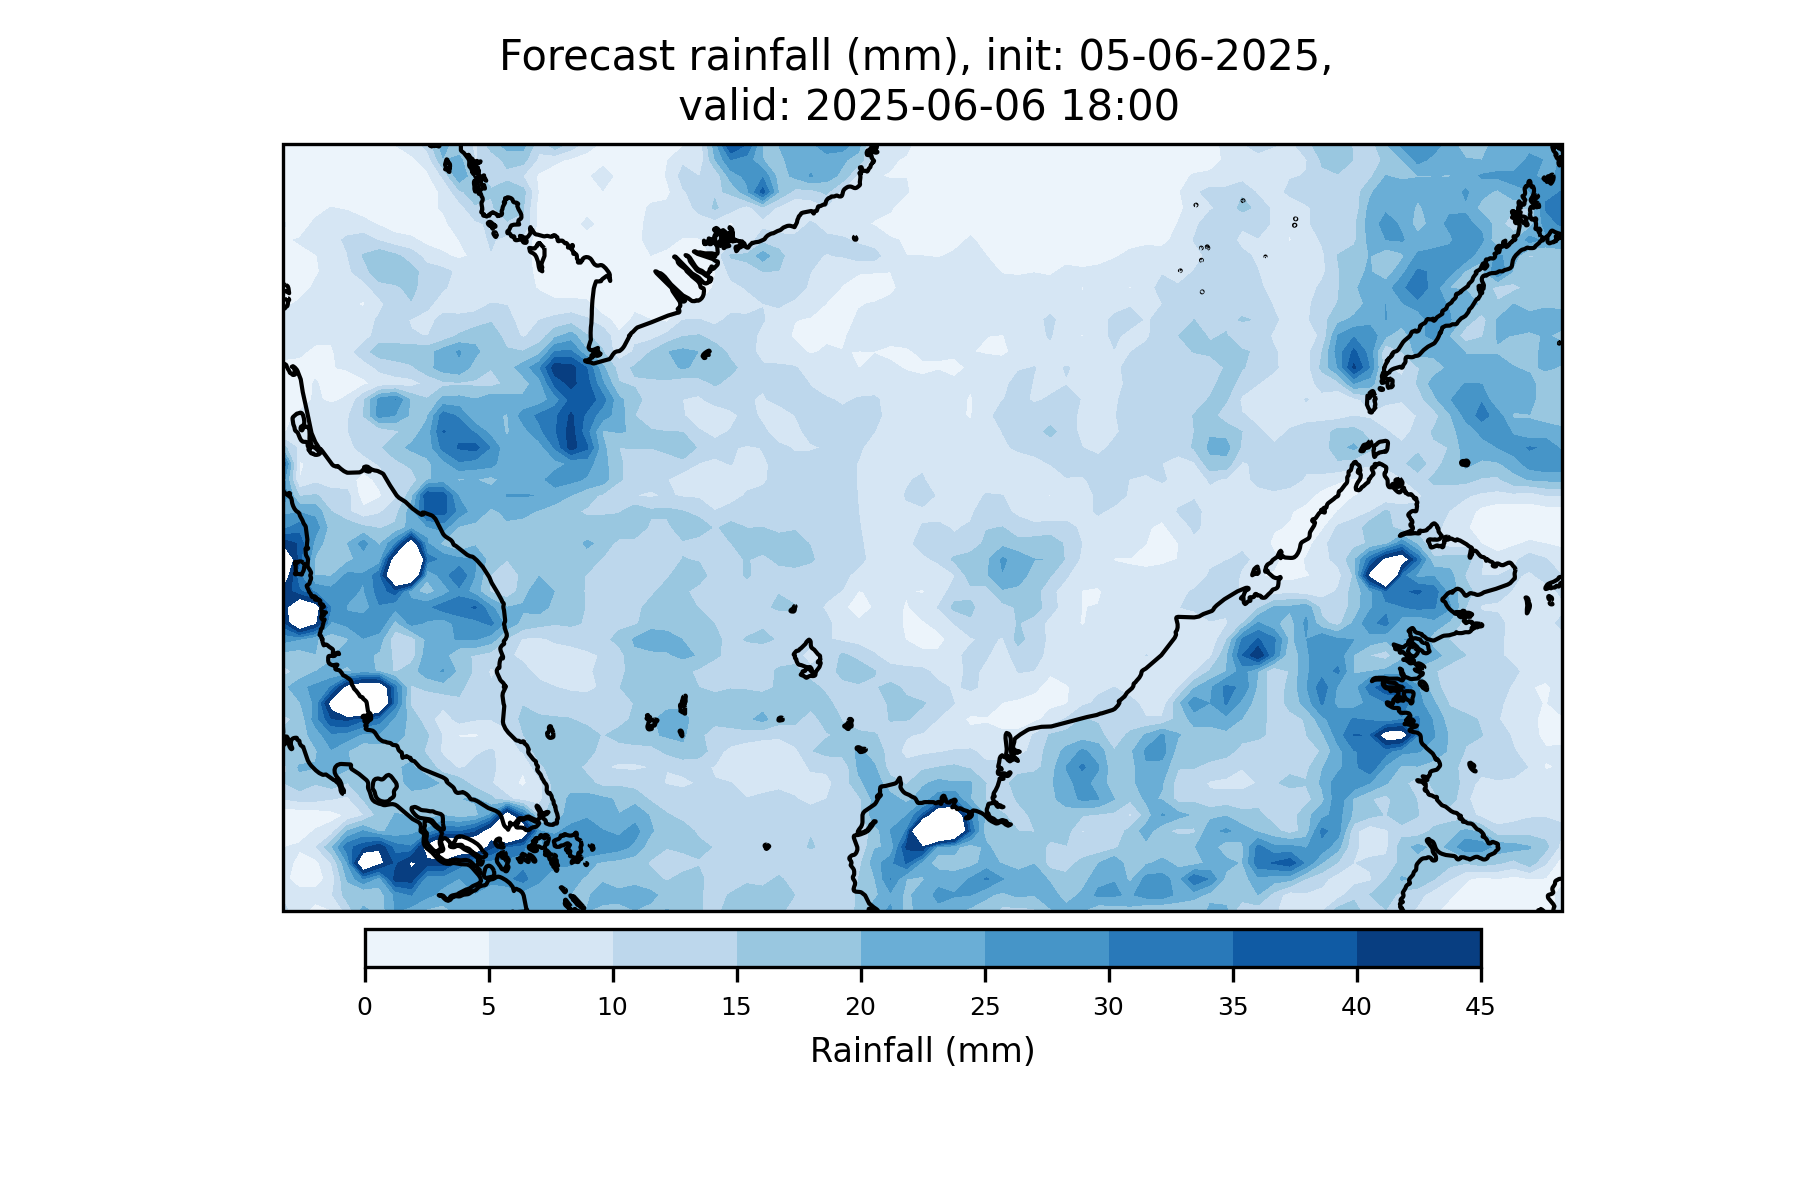 Forecast rainfall (mm), init: 05-06-2025,
valid: 2025-06-06 18:00
0 5 10 15 20 25 30 35 40 45
Rainfall (mm)